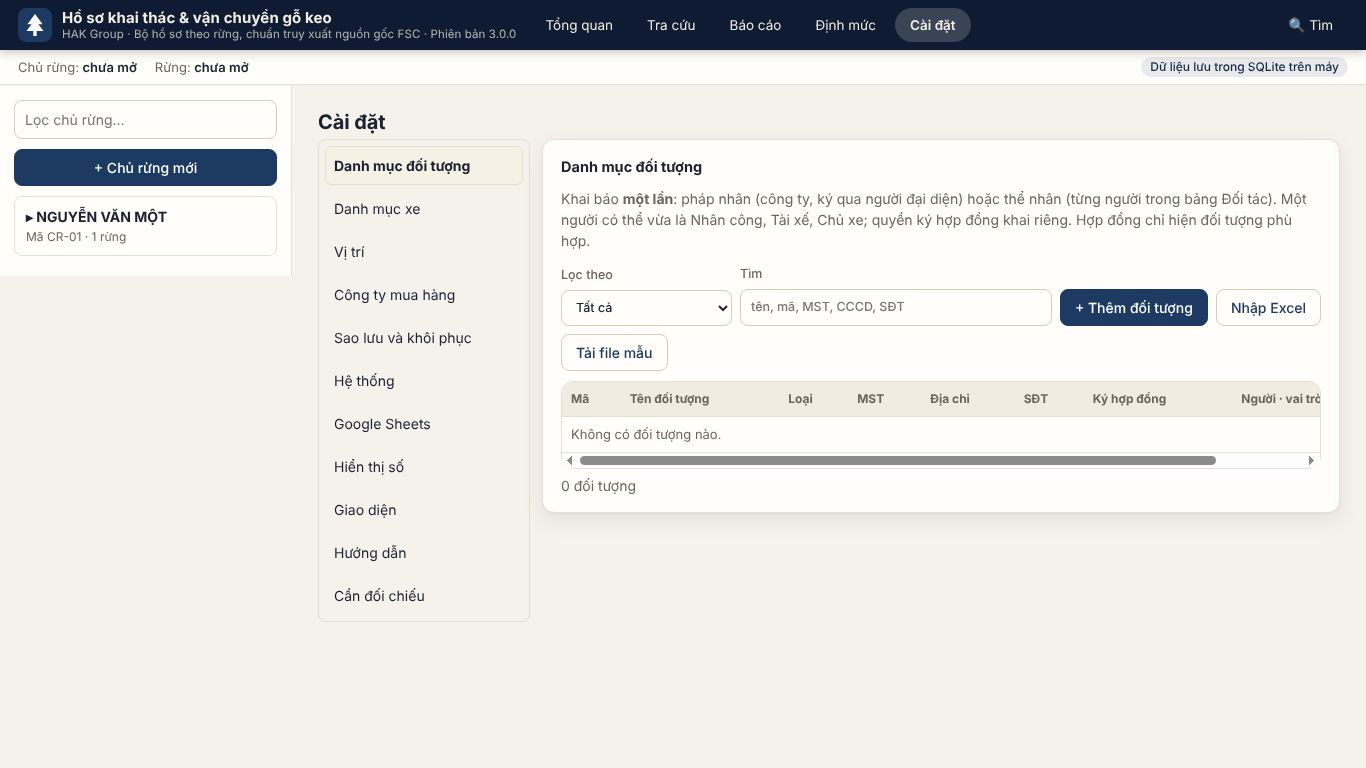 Hồ sơ khai thác & vận chuyển gỗ keo
HAK Group · Bộ hồ sơ theo rừng, chuẩn truy xuất nguồn gốc FSC · Phiên bản 3.0.0
Tổng quan
Tra cứu
Báo cáo
Định mức
Cài đặt
🔍 Tìm
Chủ rừng: chưa mở
Rừng: chưa mở
Dữ liệu lưu trong SQLite trên máy
Lọc chủ rừng...
+ Chủ rừng mới
▸ NGUYỄN VĂN MỘT
Mã CR-01 · 1 rừng
Cài đặt
Danh mục đối tượng
Danh mục xe
Vị trí
Công ty mua hàng
Sao lưu và khôi phục
Hệ thống
Google Sheets
Hiển thị số
Giao diện
Hướng dẫn
Cần đối chiếu
Danh mục đối tượng
Khai báo một lần: pháp nhân (công ty, ký qua người đại diện) hoặc thể nhân (từng người trong bảng Đối tác). Một
người có thể vừa là Nhân công, Tài xế, Chủ xe; quyền ký hợp đồng khai riêng. Hợp đồng chỉ hiện đối tượng phù
hợp.
Lọc theo
Tìm
Tất cả
tên, mã, MST, CCCD, SĐT
+ Thêm đối tượng
Nhập Excel
Tải file mẫu
Mã
Tên đối tượng
Loại
MST
Địa chỉ
SĐT
Ký hợp đồng
Người · vai trò
Không có đối tượng nào.
0 đối tượng